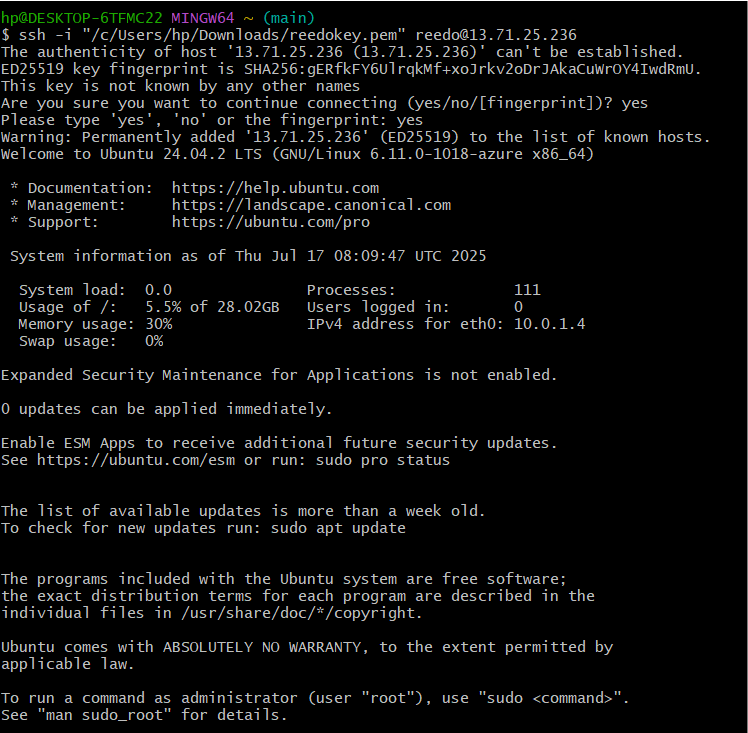 hp@DESKTOP-6TFMC22 MINGW64 ~ (main)
$ ssh -i "/c/Users/hp/Downloads/reedokey.pem" reedo@13.71.25.236
The authenticity of host '13.71.25.236 (13.71.25.236)' can't be established.
ED25519 key fingerprint is SHA256:gERfkFY6UlrqkMf+xoJrkv2oDrJAkaCuWrOY4IwdRmU.
This key is not known by any other names
Are you sure you want to continue connecting (yes/no/[fingerprint])? yes
Please type 'yes', 'no' or the fingerprint: yes
Warning: Permanently added '13.71.25.236' (ED25519) to the list of known hosts.
Welcome to Ubuntu 24.04.2 LTS (GNU/Linux 6.11.0-1018-azure x86_64)

 * Documentation:  https://help.ubuntu.com
 * Management:     https://landscape.canonical.com
 * Support:        https://ubuntu.com/pro

 System information as of Thu Jul 17 08:09:47 UTC 2025

  System load:  0.0               Processes:             111
  Usage of /:   5.5% of 28.02GB   Users logged in:       0
  Memory usage: 30%               IPv4 address for eth0: 10.0.1.4
  Swap usage:   0%

Expanded Security Maintenance for Applications is not enabled.

0 updates can be applied immediately.

Enable ESM Apps to receive additional future security updates.
See https://ubuntu.com/esm or run: sudo pro status


The list of available updates is more than a week old.
To check for new updates run: sudo apt update


The programs included with the Ubuntu system are free software;
the exact distribution terms for each program are described in the
individual files in /usr/share/doc/*/copyright.

Ubuntu comes with ABSOLUTELY NO WARRANTY, to the extent permitted by
applicable law.

To run a command as administrator (user "root"), use "sudo <command>".
See "man sudo_root" for details.